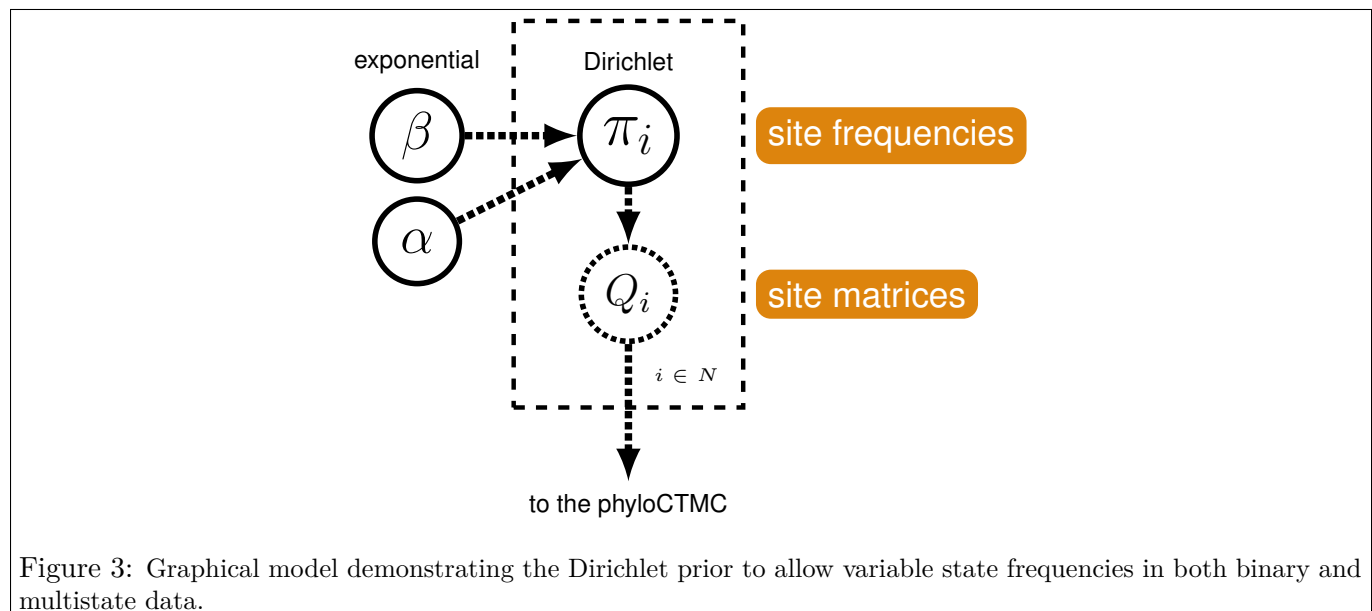 exponential
Dirichlet
β
π_i
site frequencies
α
Q_i
site matrices
i ∈ N
to the phyloCTMC
Figure 3: Graphical model demonstrating the Dirichlet prior to allow variable state frequencies in both binary and
multistate data.